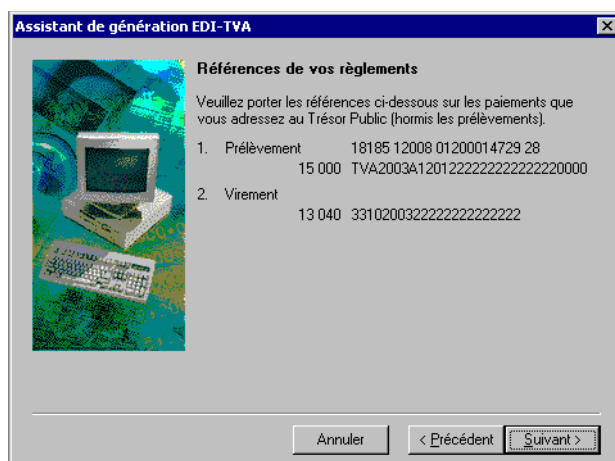 Assistant de génération EDI-TVA
Références de vos règlements
Veuillez porter les références ci-dessous sur les paiements que
vous adressez au Trésor Public (hormis les prélèvements).
1. Prélèvement 18185 12008 01200014729 28
15 000 TVA2003A1201222222222222220000
2. Virement
13 040 3310200322222222222222
Annuler < Précédent Suivant >